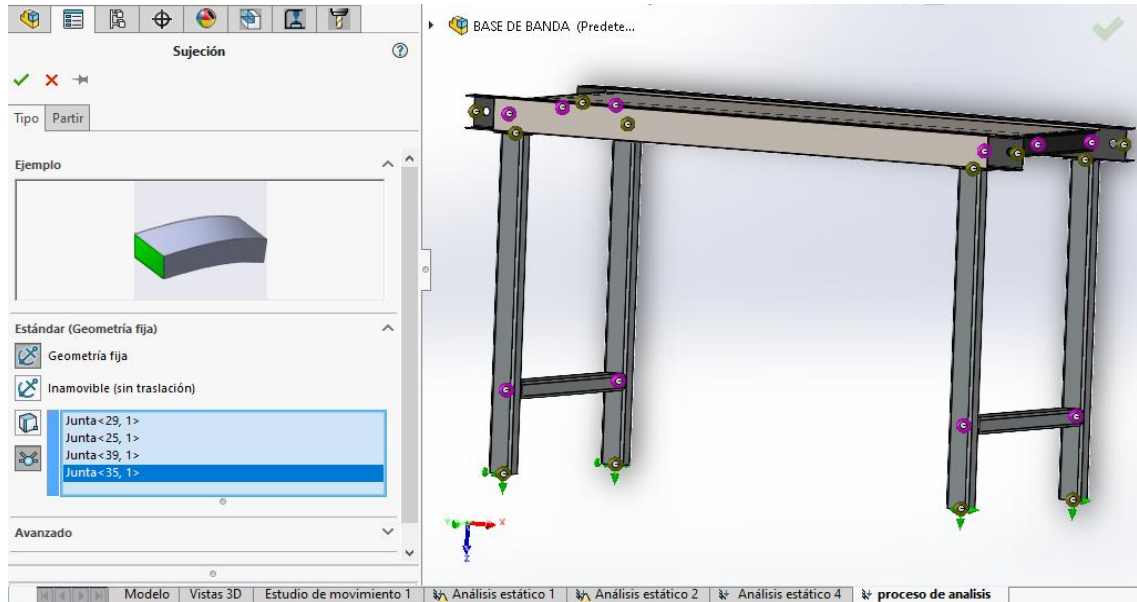 Sujeción
BASE DE BANDA (Predete...
Tipo
Partir
Ejemplo
Estándar (Geometría fija)
Geometría fija
Inamovible (sin traslación)
Junta<29, 1>
Junta<25, 1>
Junta<39, 1>
Junta<35, 1>
Avanzado
Y
X
Z
Modelo
Vistas 3D
Estudio de movimiento 1
Análisis estático 1
Análisis estático 2
Análisis estático 4
proceso de analisis